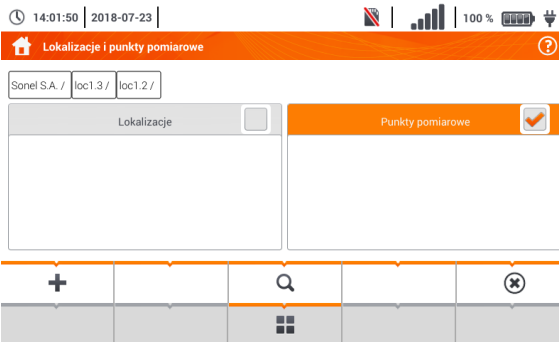 14:01:50 2018-07-23 100 %
Lokalizacje i punkty pomiarowe
Sonel S.A. / loc1.3 / loc1.2 /
Lokalizacje Punkty pomiarowe